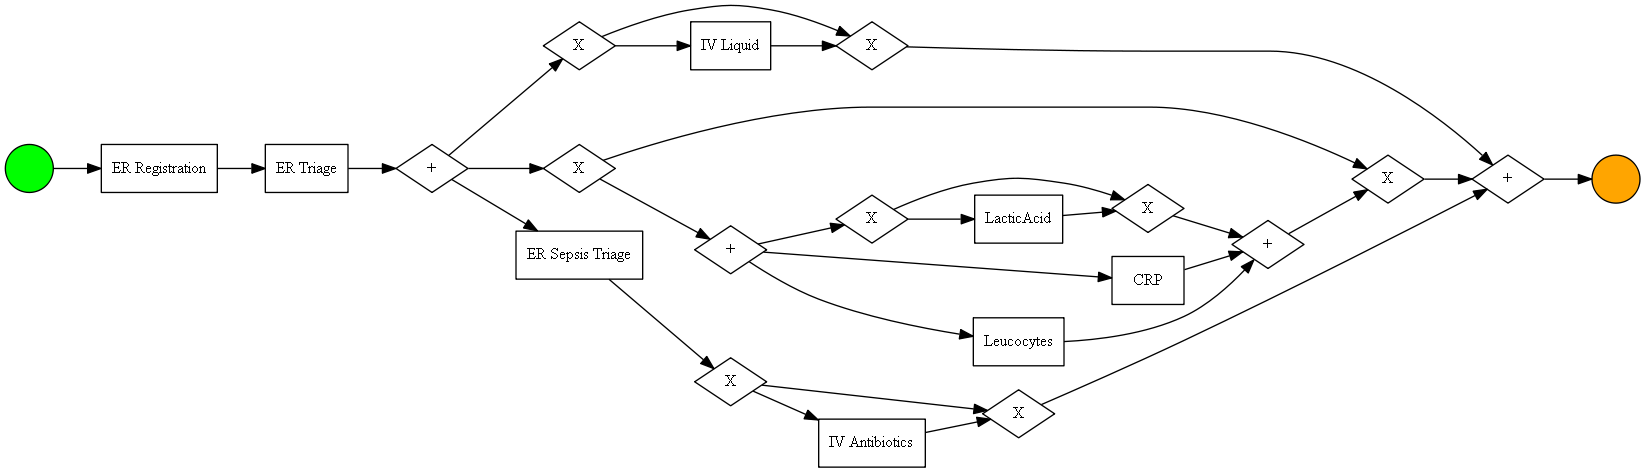 X
IV Liquid
X
ER Registration
ER Triage
+
X
X
+
X
LacticAcid
X
ER Sepsis Triage
+
+
CRP
Leucocytes
X
X
IV Antibiotics